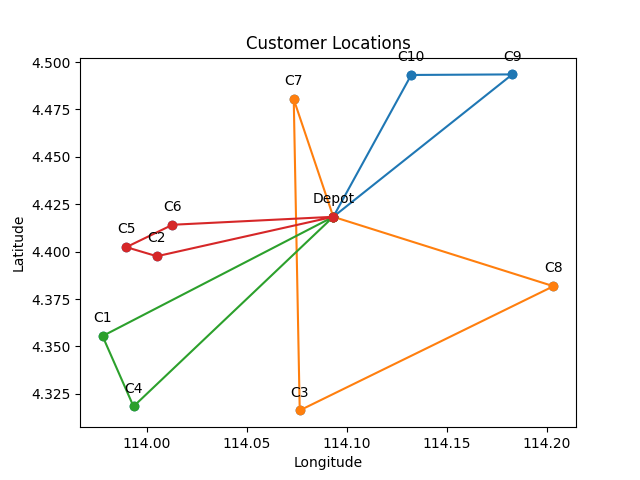 Customer Locations
4.500
4.475
4.450
4.425
4.400
4.375
4.350
4.325
Latitude
C10
C9
C7
Depot
C6
C5
C2
C8
C1
C4
C3
114.00
114.05
114.10
114.15
114.20
Longitude